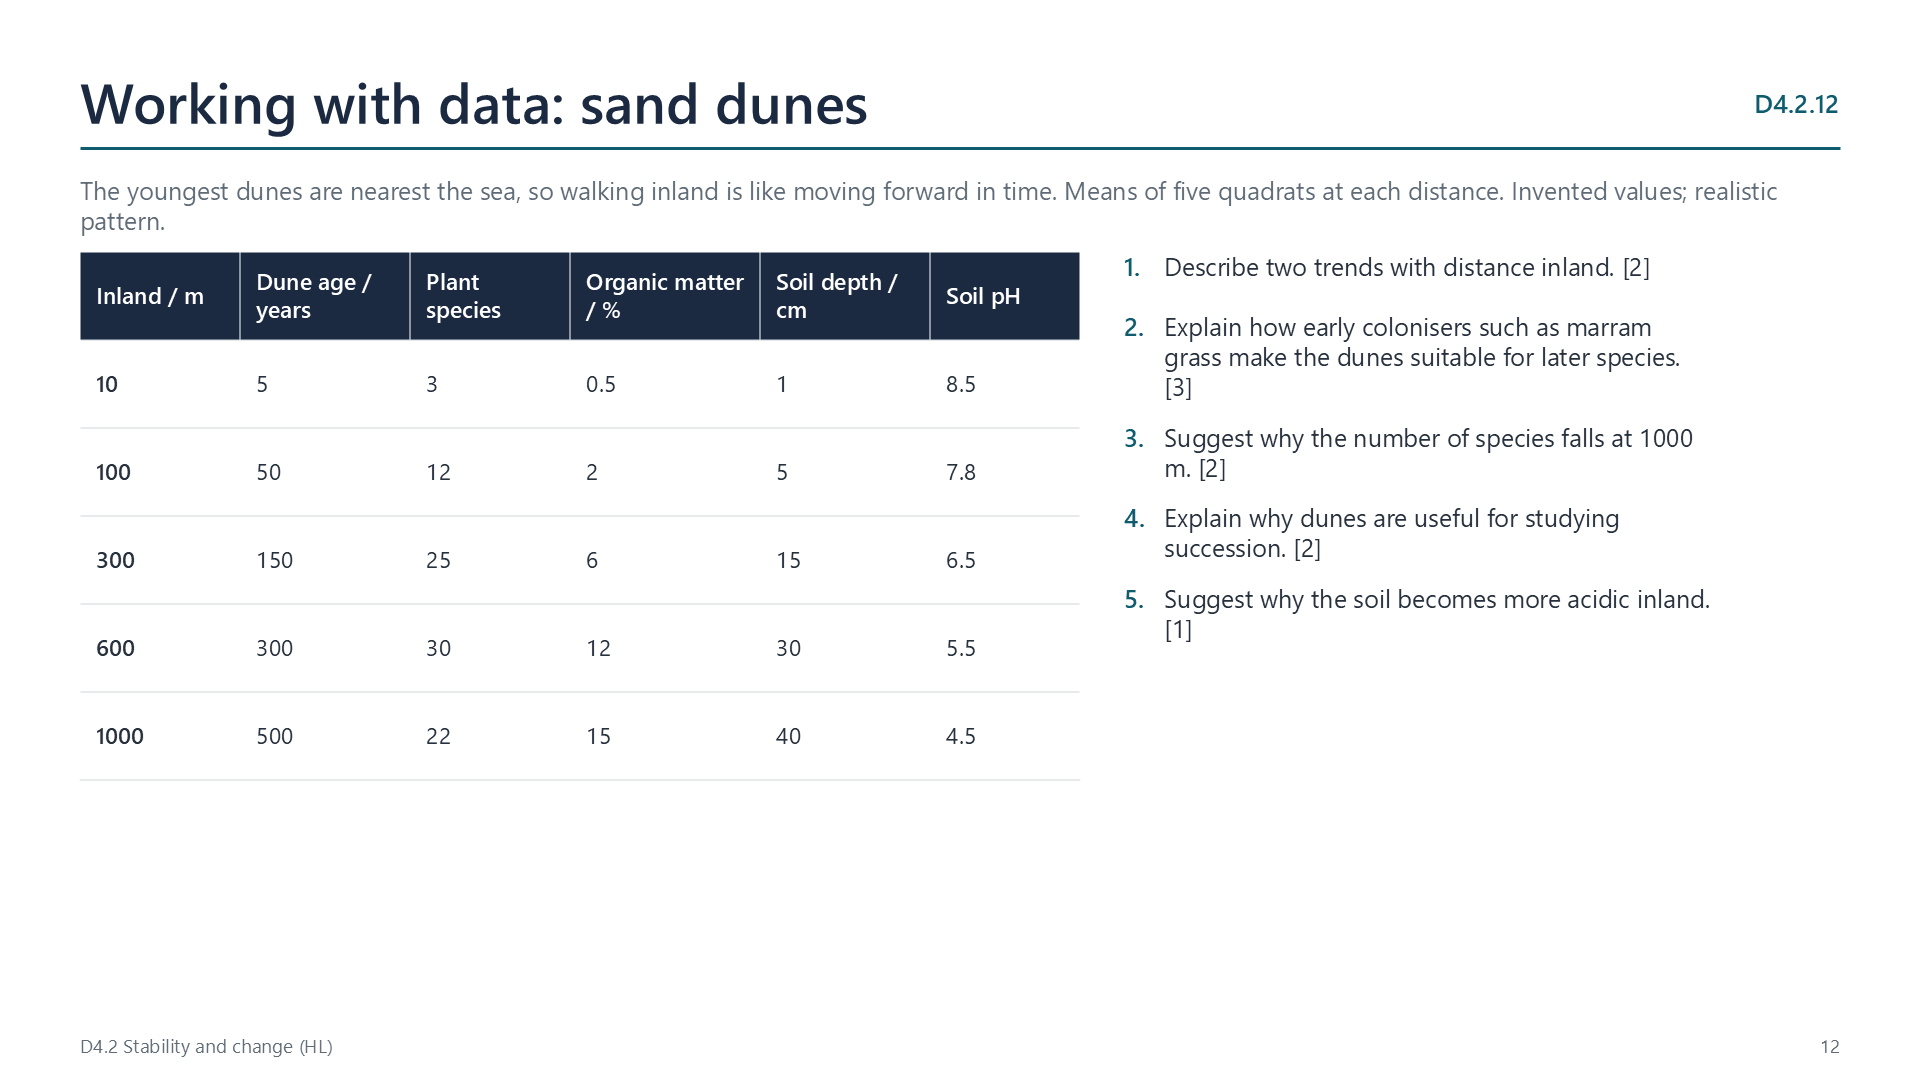 Working with data: sand dunes
D4.2.12
The youngest dunes are nearest the sea, so walking inland is like moving forward in time. Means of five quadrats at each distance. Invented values; realistic
pattern.
Inland / m
Dune age /
years
Plant
species
Organic matter
/ %
Soil depth /
cm
Soil pH
10 5 3 0.5 1 8.5
100 50 12 2 5 7.8
300 150 25 6 15 6.5
600 300 30 12 30 5.5
1000 500 22 15 40 4.5
1. Describe two trends with distance inland. [2]
2. Explain how early colonisers such as marram
grass make the dunes suitable for later species.
[3]
3. Suggest why the number of species falls at 1000
m. [2]
4. Explain why dunes are useful for studying
succession. [2]
5. Suggest why the soil becomes more acidic inland.
[1]
D4.2 Stability and change (HL)
12